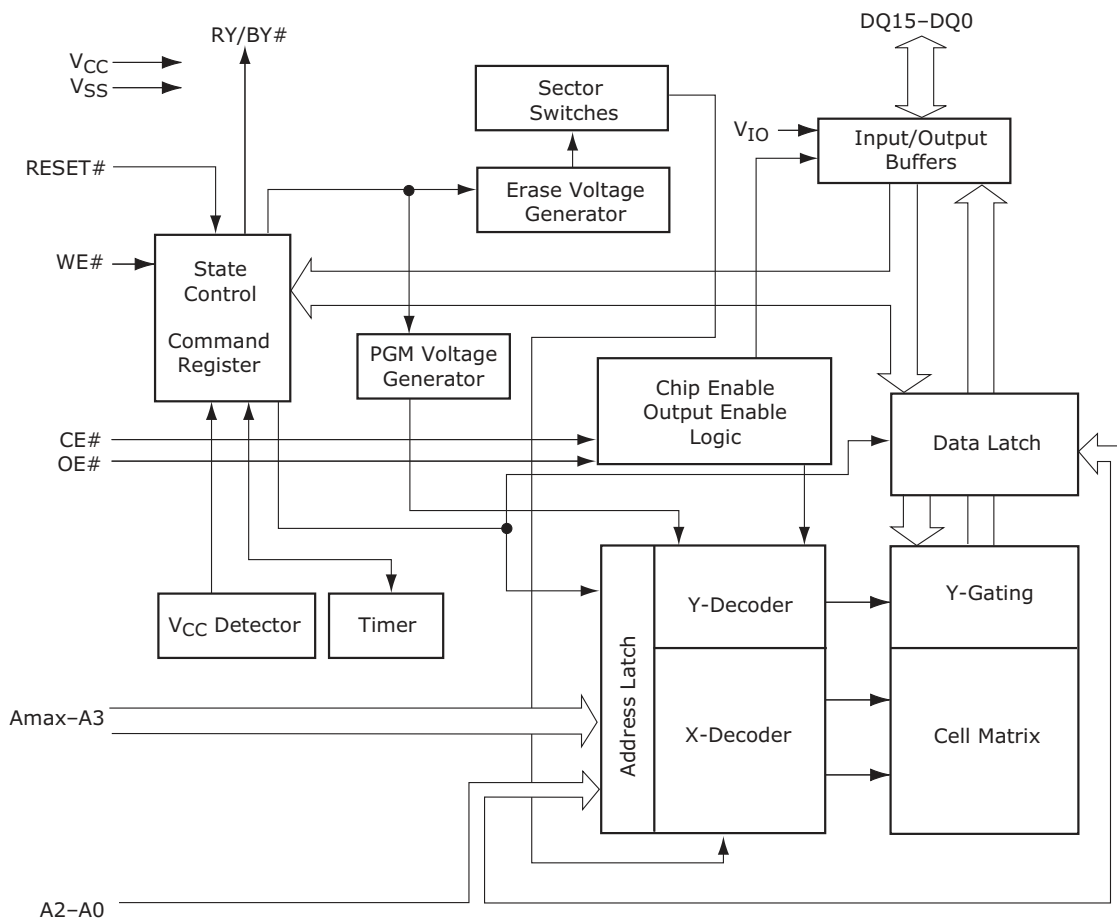 RY/BY#
DQ15–DQ0
VCC
VSS
Sector
Switches
VIO
Input/Output
Buffers
RESET#
Erase Voltage
Generator
WE#
State
Control
Command
Register
PGM Voltage
Generator
Chip Enable
Output Enable
Logic
CE#
OE#
Data Latch
VCC Detector
Timer
Address Latch
Y-Decoder
Y-Gating
Amax–A3
X-Decoder
Cell Matrix
A2–A0